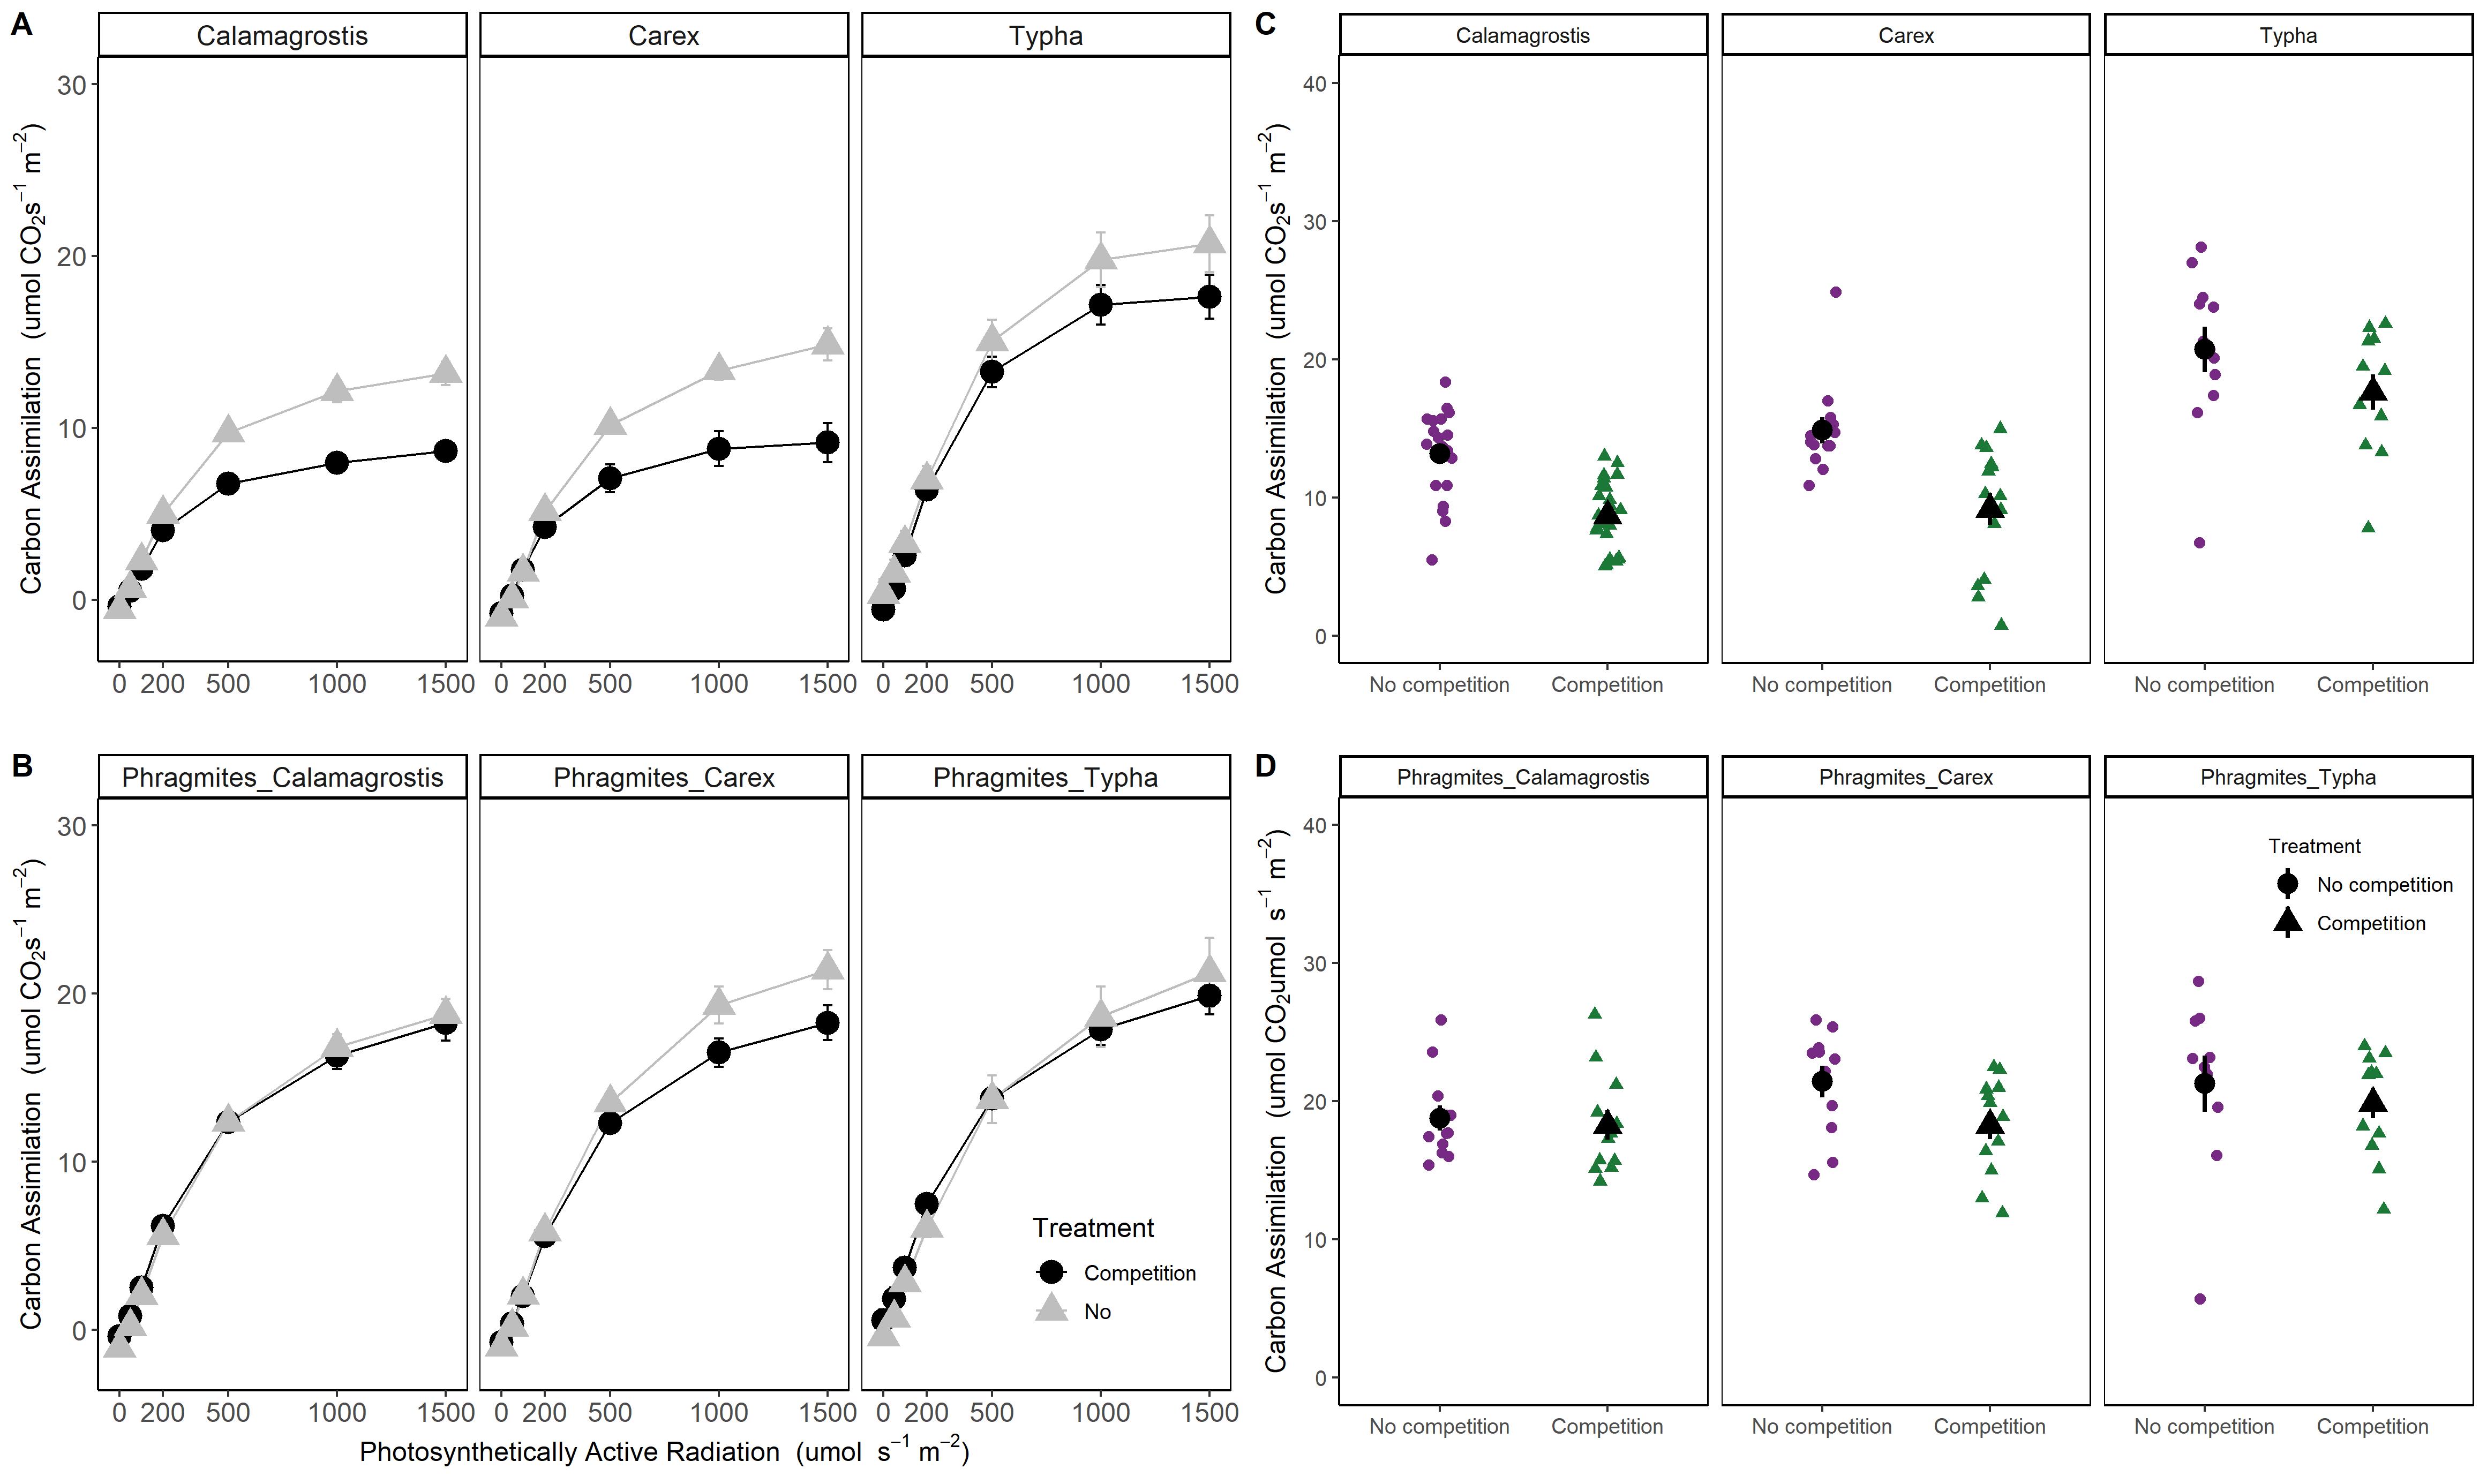 A
Calamagrostis Carex Typha
30
20
10
0
Carbon Assimilation (umol CO₂s⁻¹ m⁻²)
0 200 500 1000 1500 0 200 500 1000 1500 0 200 500 1000 1500
B
Phragmites_Calamagrostis Phragmites_Carex Phragmites_Typha
30
20
10
0
Carbon Assimilation (umol CO₂s⁻¹ m⁻²)
Treatment
Competition
No
0 200 500 1000 1500 0 200 500 1000 1500 0 200 500 1000 1500
Photosynthetically Active Radiation (umol s⁻¹ m⁻²)
C
Calamagrostis Carex Typha
40
30
20
10
0
Carbon Assimilation (umol CO₂s⁻¹ m⁻²)
No competition Competition No competition Competition No competition Competition
D
Phragmites_Calamagrostis Phragmites_Carex Phragmites_Typha
40
30
20
10
0
Carbon Assimilation (umol CO₂umol s⁻¹ m⁻²)
Treatment
No competition
Competition
No competition Competition No competition Competition No competition Competition